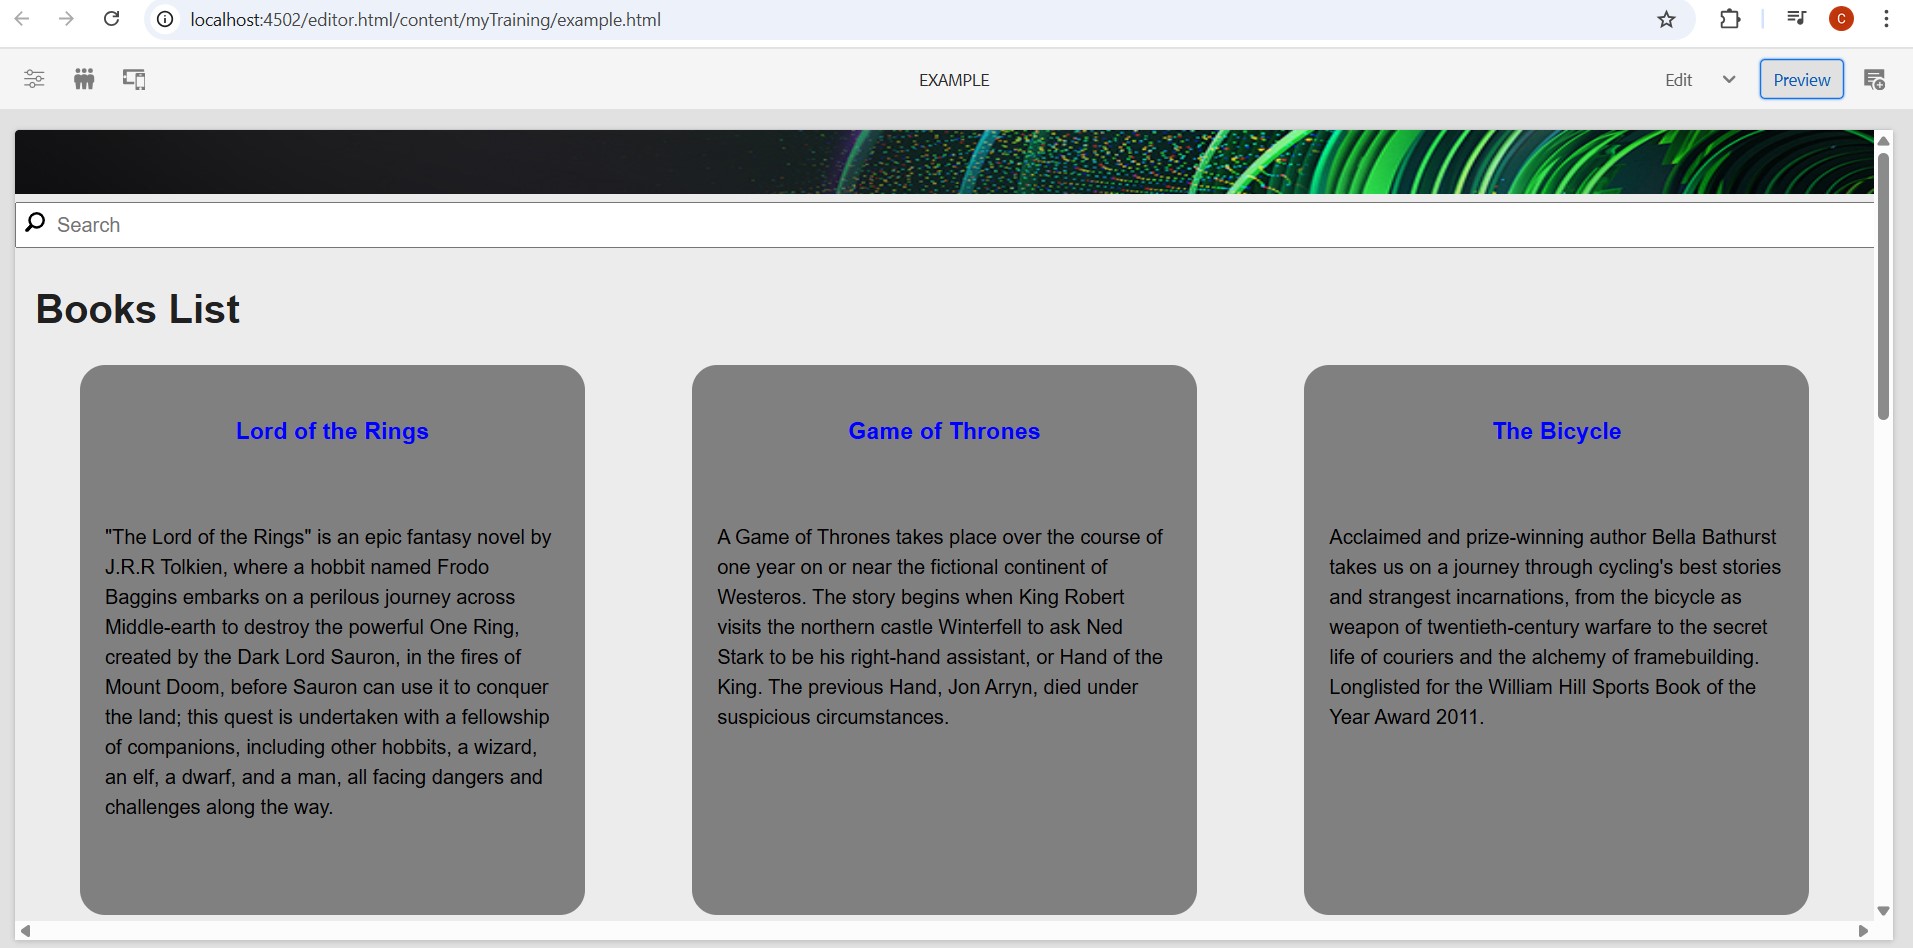 localhost:4502/editor.html/content/myTraining/example.html
C
EXAMPLE
Edit
Preview
Search
Books List
Lord of the Rings
"The Lord of the Rings" is an epic fantasy novel by
J.R.R Tolkien, where a hobbit named Frodo
Baggins embarks on a perilous journey across
Middle-earth to destroy the powerful One Ring,
created by the Dark Lord Sauron, in the fires of
Mount Doom, before Sauron can use it to conquer
the land; this quest is undertaken with a fellowship
of companions, including other hobbits, a wizard,
an elf, a dwarf, and a man, all facing dangers and
challenges along the way.
Game of Thrones
A Game of Thrones takes place over the course of
one year on or near the fictional continent of
Westeros. The story begins when King Robert
visits the northern castle Winterfell to ask Ned
Stark to be his right-hand assistant, or Hand of the
King. The previous Hand, Jon Arryn, died under
suspicious circumstances.
The Bicycle
Acclaimed and prize-winning author Bella Bathurst
takes us on a journey through cycling's best stories
and strangest incarnations, from the bicycle as
weapon of twentieth-century warfare to the secret
life of couriers and the alchemy of framebuilding.
Longlisted for the William Hill Sports Book of the
Year Award 2011.